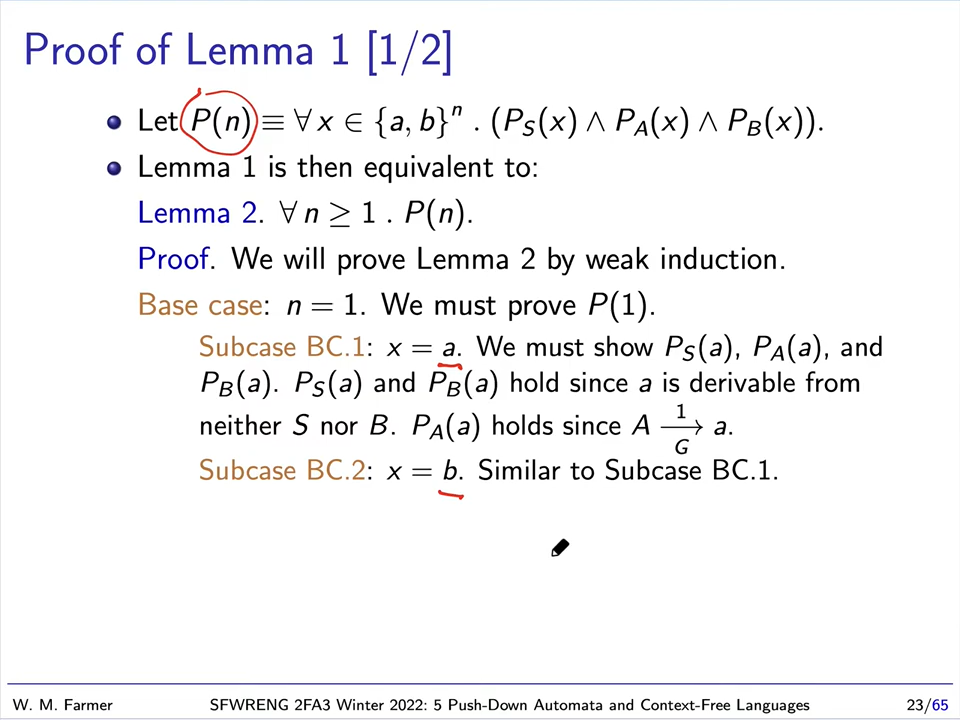 Proof of Lemma 1 [1/2]
Let P(n) ≡ ∀ x ∈ {a, b}ⁿ . (P_S(x) ∧ P_A(x) ∧ P_B(x)).
Lemma 1 is then equivalent to:
Lemma 2. ∀ n ≥ 1 . P(n).
Proof. We will prove Lemma 2 by weak induction.
Base case: n = 1. We must prove P(1).
Subcase BC.1: x = a. We must show P_S(a), P_A(a), and
P_B(a). P_S(a) and P_B(a) hold since a is derivable from
neither S nor B. P_A(a) holds since A —1→_G a.
Subcase BC.2: x = b. Similar to Subcase BC.1.
W. M. Farmer SFWRENG 2FA3 Winter 2022: 5 Push-Down Automata and Context-Free Languages 23/65